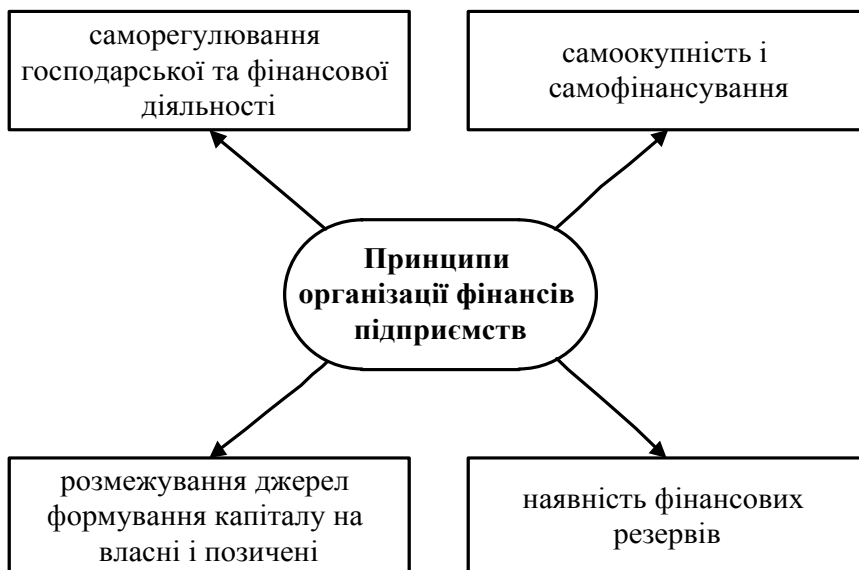 саморегулювання
господарської та фінансової
діяльності
самоокупність і
самофінансування
Принципи
організації фінансів
підприємств
розмежування джерел
формування капіталу на
власні і позичені
наявність фінансових
резервів